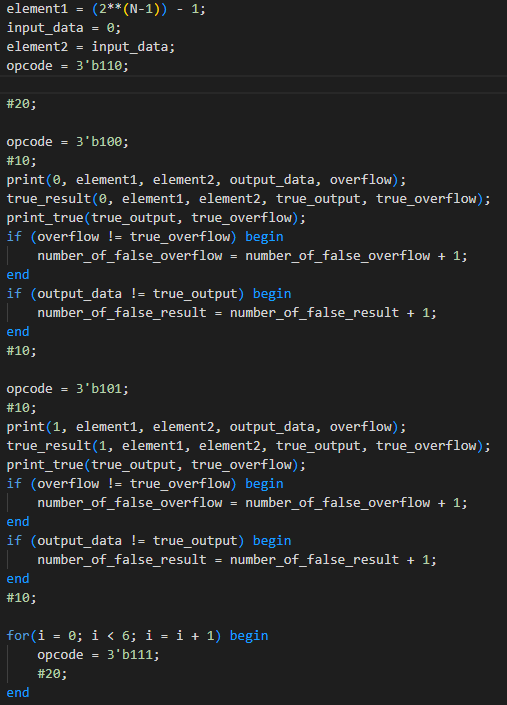 element1 = (2**(N-1)) - 1;
input_data = 0;
element2 = input_data;
opcode = 3'b110;

#20;

opcode = 3'b100;
#10;
print(0, element1, element2, output_data, overflow);
true_result(0, element1, element2, true_output, true_overflow);
print_true(true_output, true_overflow);
if (overflow != true_overflow) begin
    number_of_false_overflow = number_of_false_overflow + 1;
end
if (output_data != true_output) begin
    number_of_false_result = number_of_false_result + 1;
end
#10;

opcode = 3'b101;
#10;
print(1, element1, element2, output_data, overflow);
true_result(1, element1, element2, true_output, true_overflow);
print_true(true_output, true_overflow);
if (overflow != true_overflow) begin
    number_of_false_overflow = number_of_false_overflow + 1;
end
if (output_data != true_output) begin
    number_of_false_result = number_of_false_result + 1;
end
#10;

for(i = 0; i < 6; i = i + 1) begin
    opcode = 3'b111;
    #20;
end